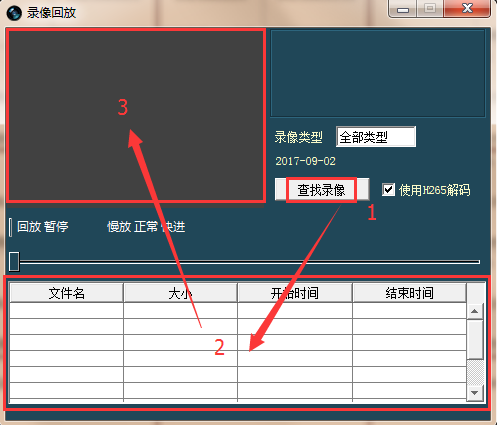 录像回放
3
录像类型 全部类型
2017-09-02
查找录像 使用H265解码
1
回放 暂停 慢放 正常 快进
文件名 大小 开始时间 结束时间
2